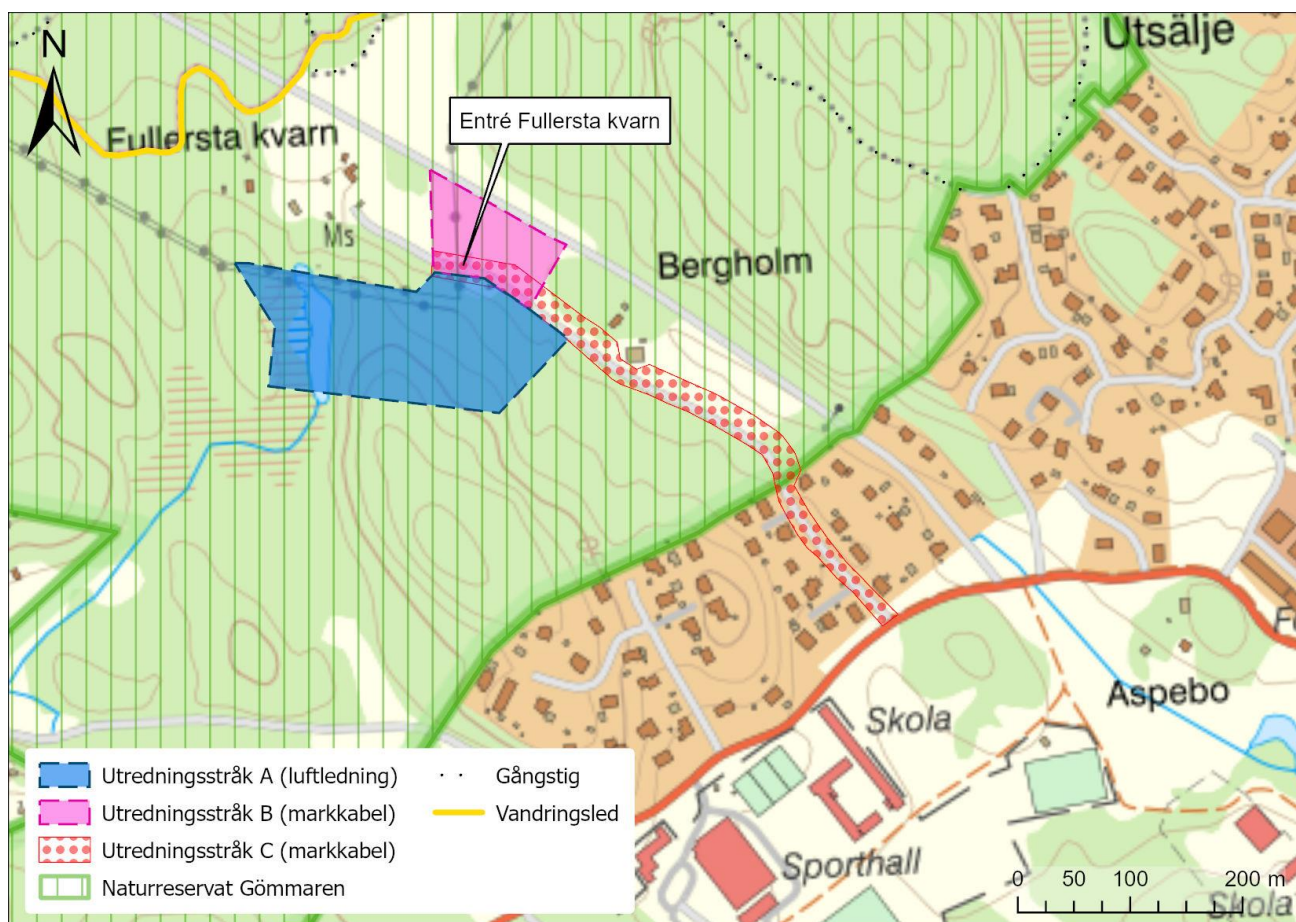 Utsälje
N
Entré Fullersta kvarn
Fullersta kvarn
Ms
Bergholm
Aspebo
Skola
Sporthall
Skola
Utredningsstråk A (luftledning)
Utredningsstråk B (markkabel)
Utredningsstråk C (markkabel)
Naturreservat Gömmaren
Gångstig
Vandringsled
0 50 100 200 m